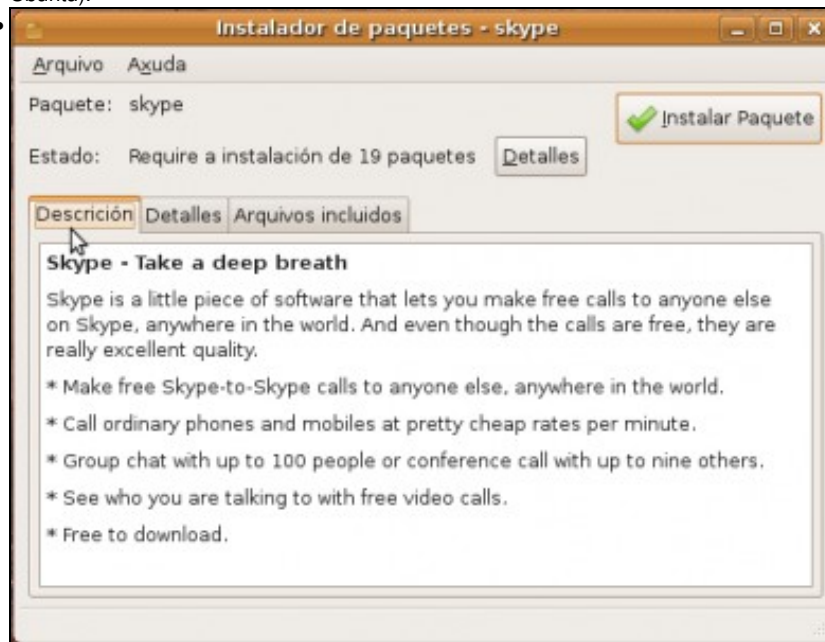 Instalador de paquetes - skype
Arquivo Axuda
Paquete: skype
Instalar Paquete
Estado: Require a instalación de 19 paquetes Detalles
Descrición Detalles Arquivos incluidos
Skype - Take a deep breath
Skype is a little piece of software that lets you make free calls to anyone else
on Skype, anywhere in the world. And even though the calls are free, they are
really excellent quality.
* Make free Skype-to-Skype calls to anyone else, anywhere in the world.
* Call ordinary phones and mobiles at pretty cheap rates per minute.
* Group chat with up to 100 people or conference call with up to nine others.
* See who you are talking to with free video calls.
* Free to download.